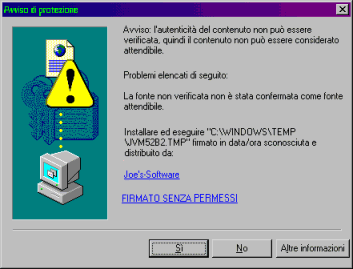 Avviso di protezione
Avviso: l'autenticità del contenuto non può essere
verificata, quindi il contenuto non può essere considerato
attendibile.
Problemi elencati di seguito:
La fonte non verificata non è stata confermata come fonte
attendibile.
Installare ed eseguire "C:\WINDOWS\TEMP
\JVM52B2.TMP" firmato in data/ora sconosciuta e
distribuito da:
Joe's-Software
FIRMATO SENZA PERMESSI
Sì
No
Altre informazioni